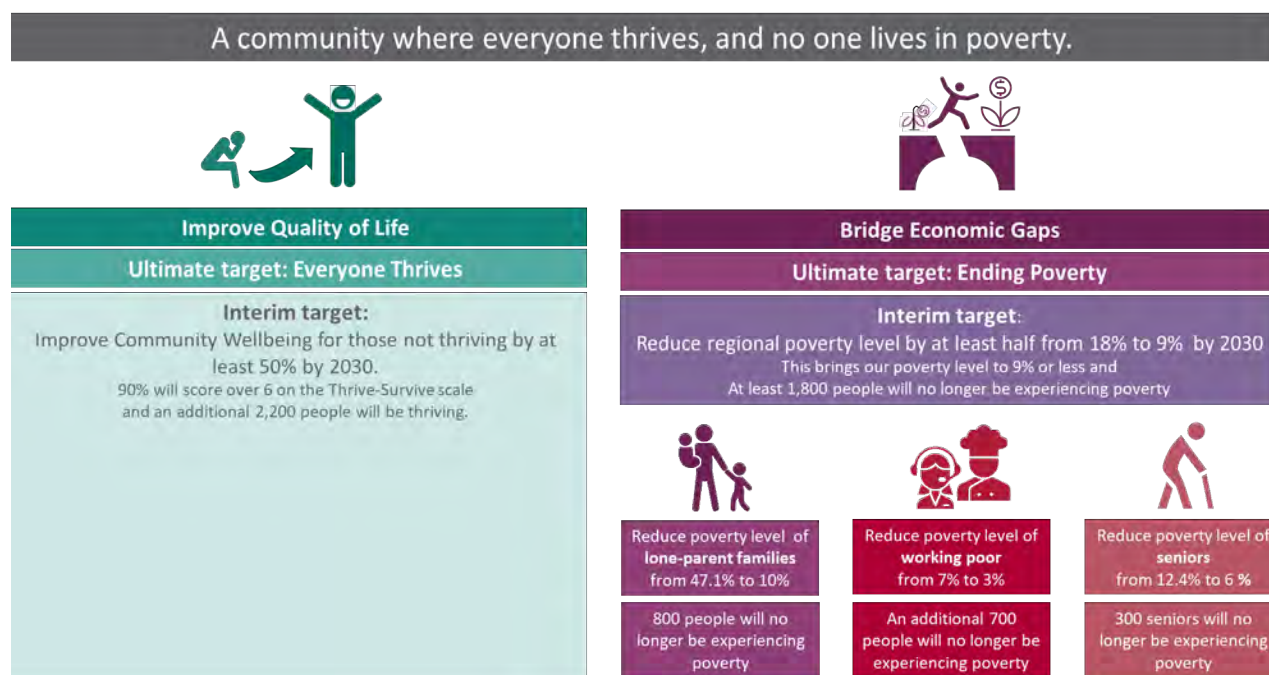 A community where everyone thrives, and no one lives in poverty.
Improve Quality of Life
Ultimate target: Everyone Thrives
Interim target:
Improve Community Wellbeing for those not thriving by at
least 50% by 2030.
90% will score over 6 on the Thrive-Survive scale
and an additional 2,200 people will be thriving.
Bridge Economic Gaps
Ultimate target: Ending Poverty
Interim target:
Reduce regional poverty level by at least half from 18% to 9% by 2030
This brings our poverty level to 9% or less and
At least 1,800 people will no longer be experiencing poverty
Reduce poverty level of
lone-parent families
from 47.1% to 10%
800 people will no
longer be experiencing
poverty
Reduce poverty level of
working poor
from 7% to 3%
An additional 700
people will no longer be
experiencing poverty
Reduce poverty level of
seniors
from 12.4% to 6 %
300 seniors will no
longer be experiencing
poverty